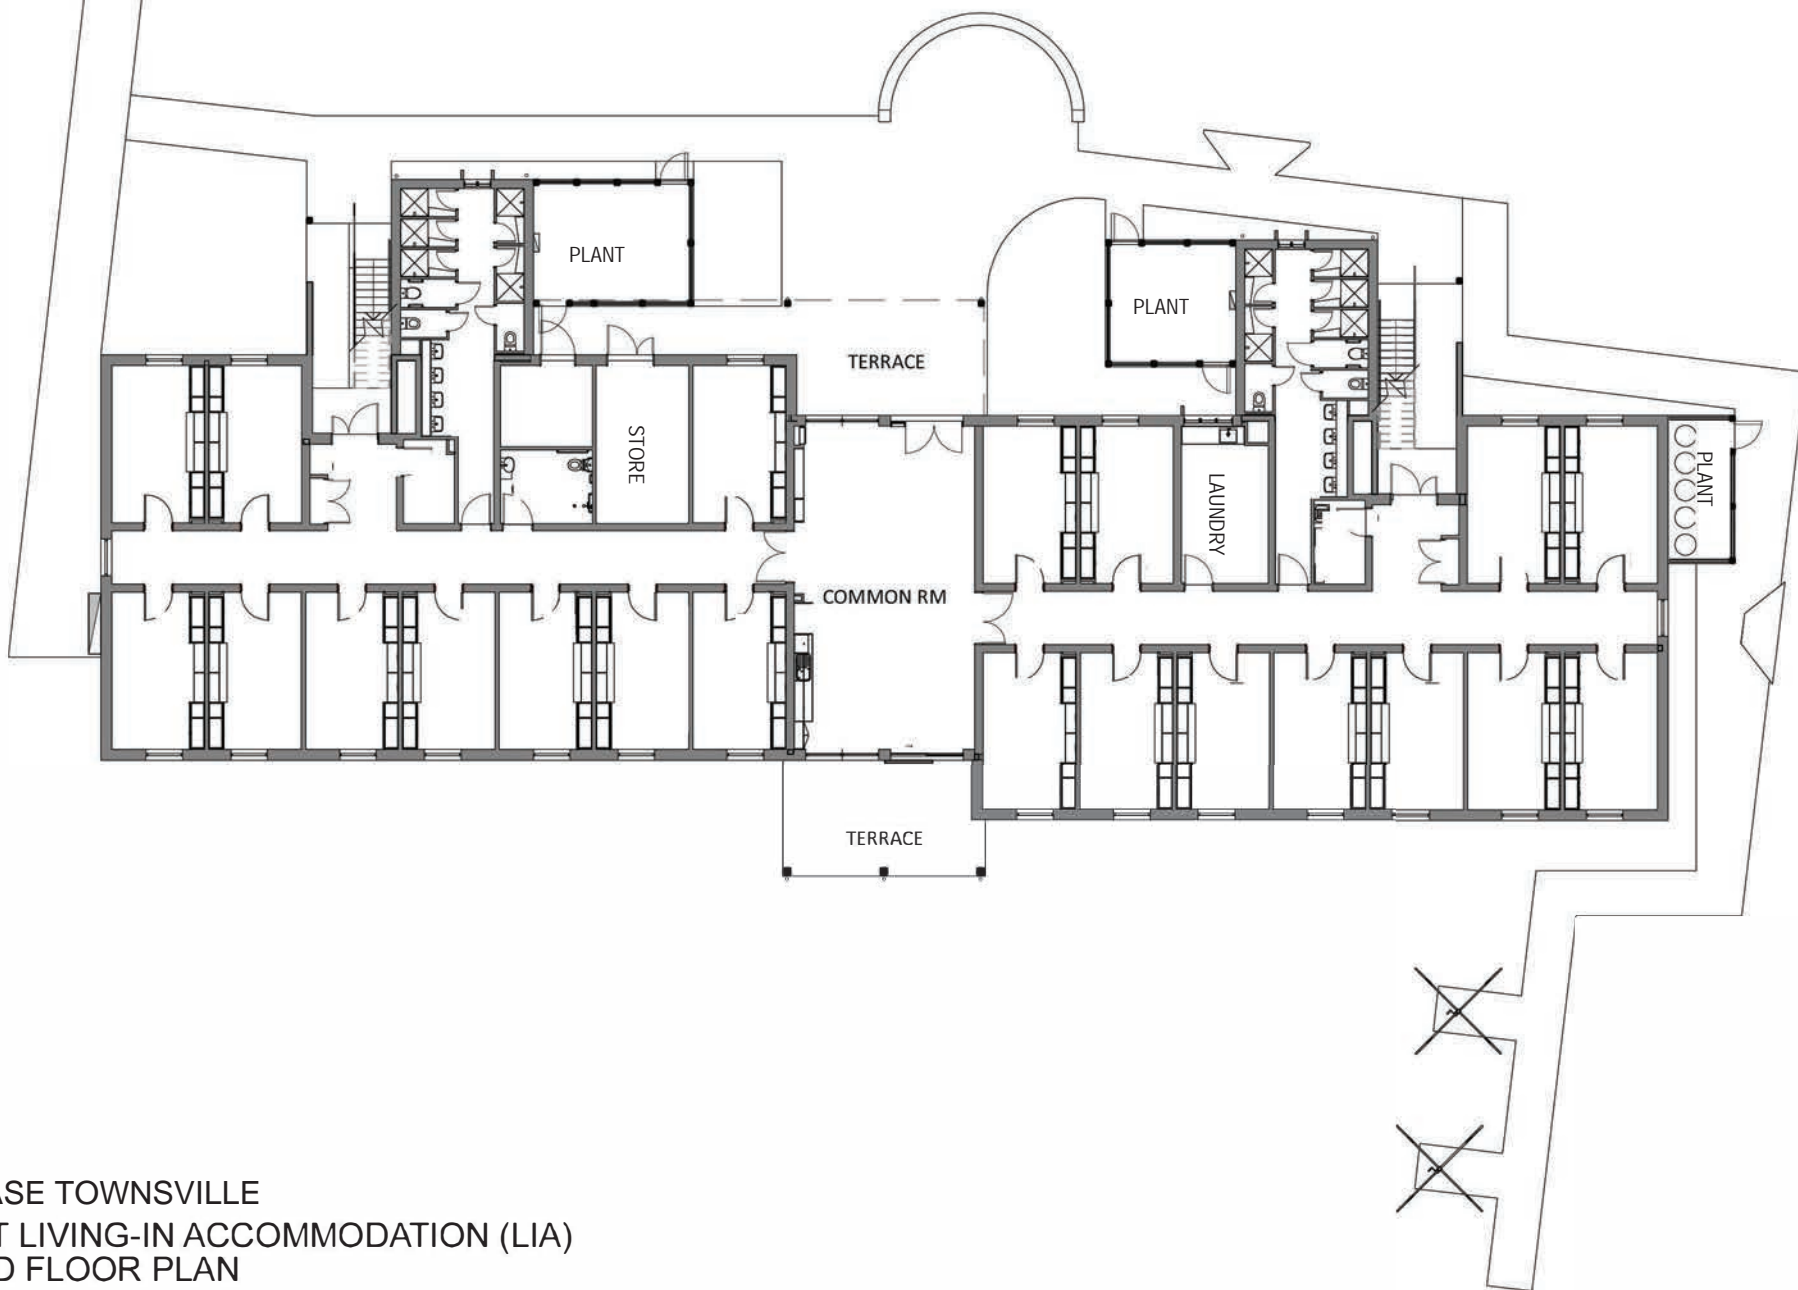 PLANT
PLANT
TERRACE
STORE
LAUNDRY
PLANT
COMMON RM
TERRACE
ASE TOWNSVILLE
T LIVING-IN ACCOMMODATION (LIA)
D FLOOR PLAN